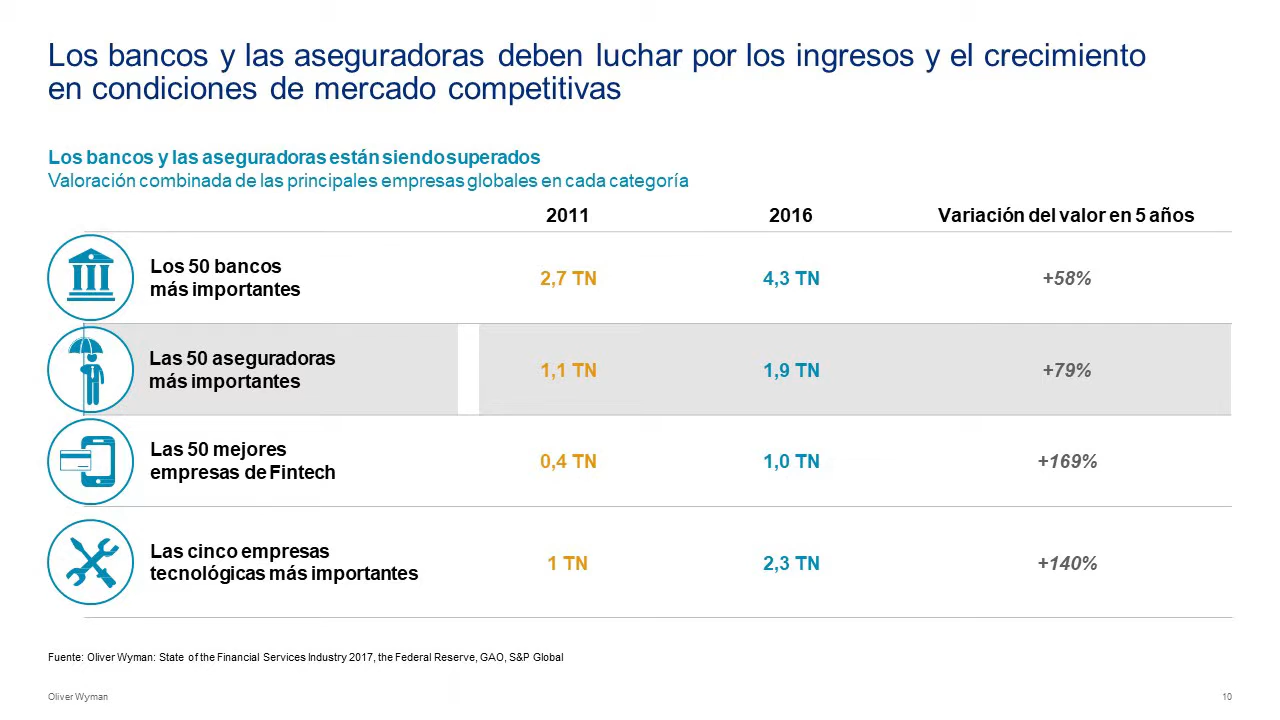 Los bancos y las aseguradoras deben luchar por los ingresos y el crecimiento
en condiciones de mercado competitivas
Los bancos y las aseguradoras están siendo superados
Valoración combinada de las principales empresas globales en cada categoría
2011 2016 Variación del valor en 5 años
Los 50 bancos
más importantes
2,7 TN 4,3 TN +58%
Las 50 aseguradoras
más importantes
1,1 TN 1,9 TN +79%
Las 50 mejores
empresas de Fintech
0,4 TN 1,0 TN +169%
Las cinco empresas
tecnológicas más importantes
1 TN 2,3 TN +140%
Fuente: Oliver Wyman: State of the Financial Services Industry 2017, the Federal Reserve, GAO, S&P Global
Oliver Wyman 10